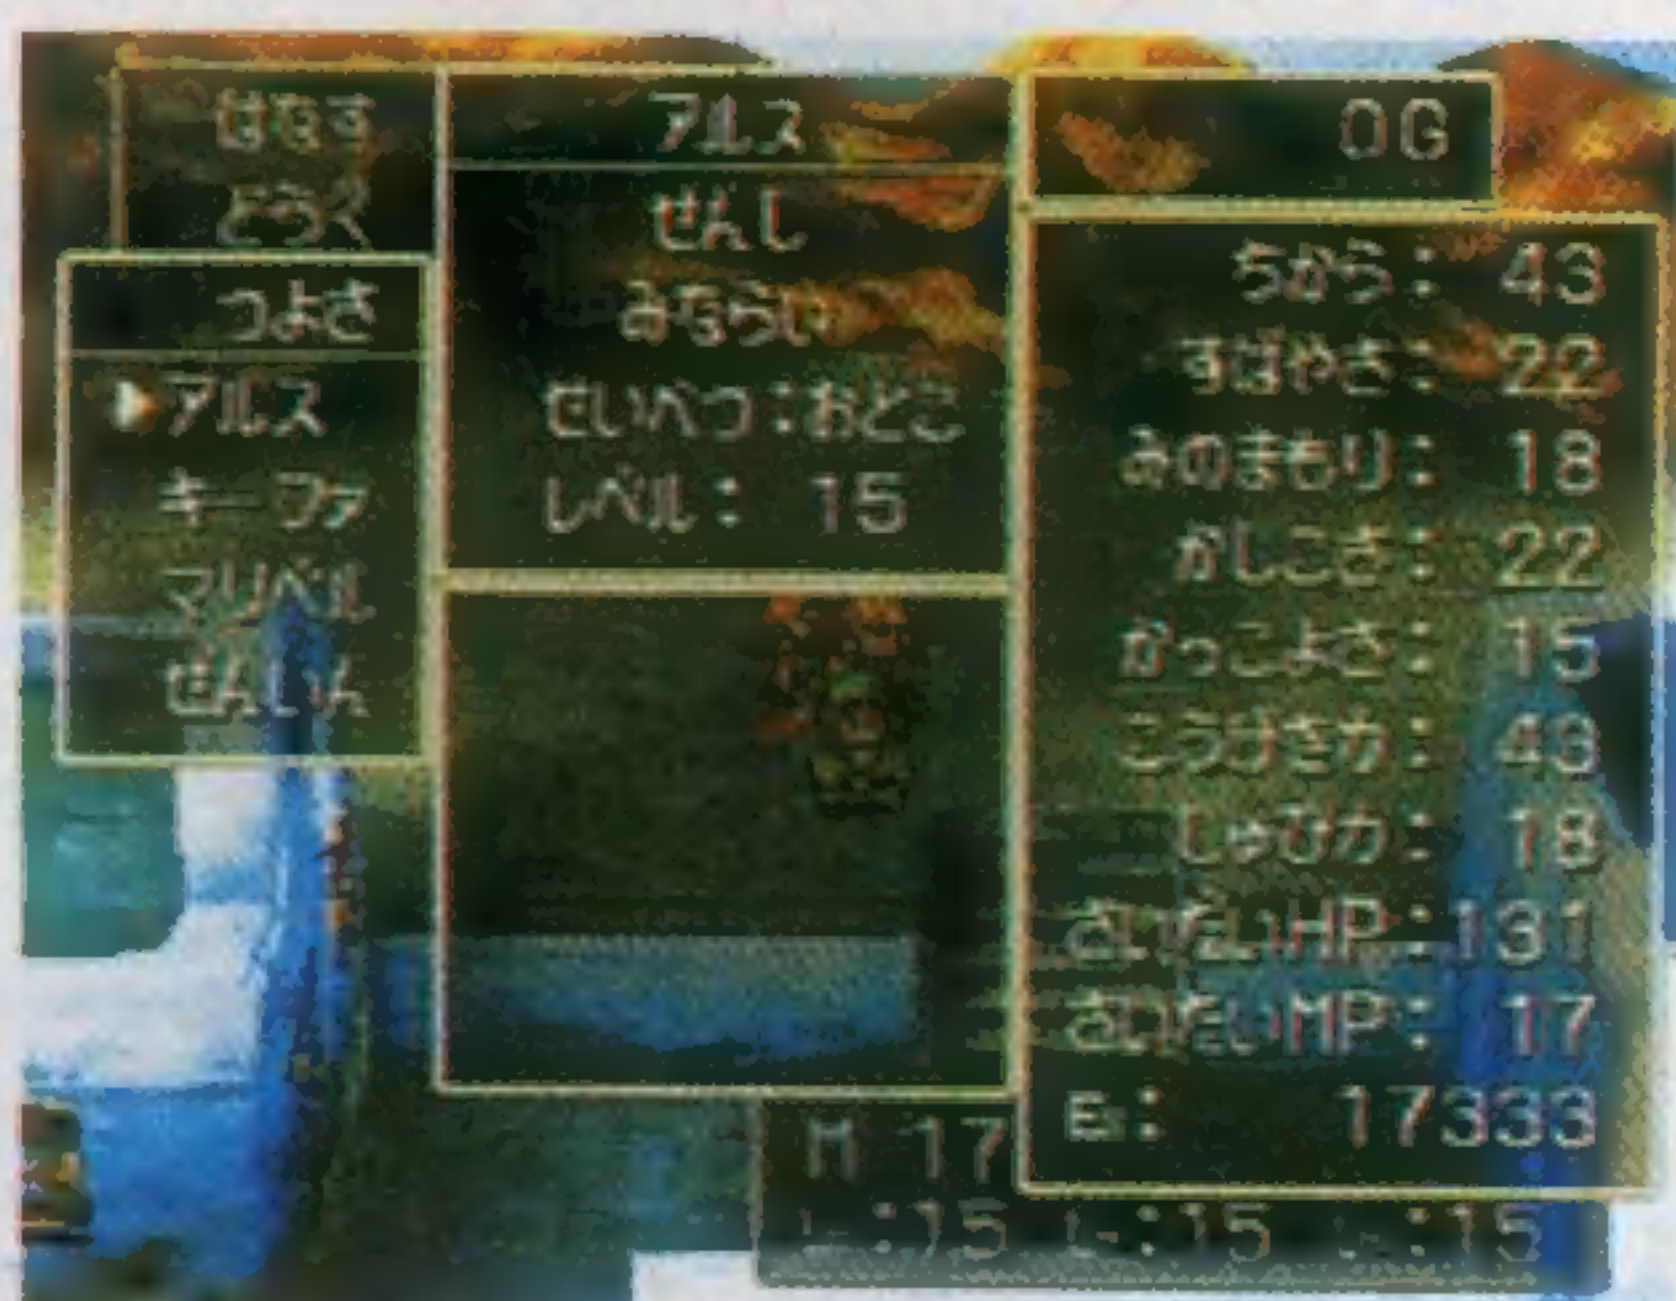 はなす
どうぐ
つよさ
アルス
キーファ
マリベル
ぜんいん
アルス
せんし
みならい
せいべつ:おとこ
レベル: 15
0G
ちから: 43
すばやさ: 22
みのまもり: 18
かしこさ: 22
かっこよさ: 15
こうげき力: 43
しゅび力: 18
さいだいHP:131
さいだいMP: 17
Ex: 17333
M 17
:15 :15 :15